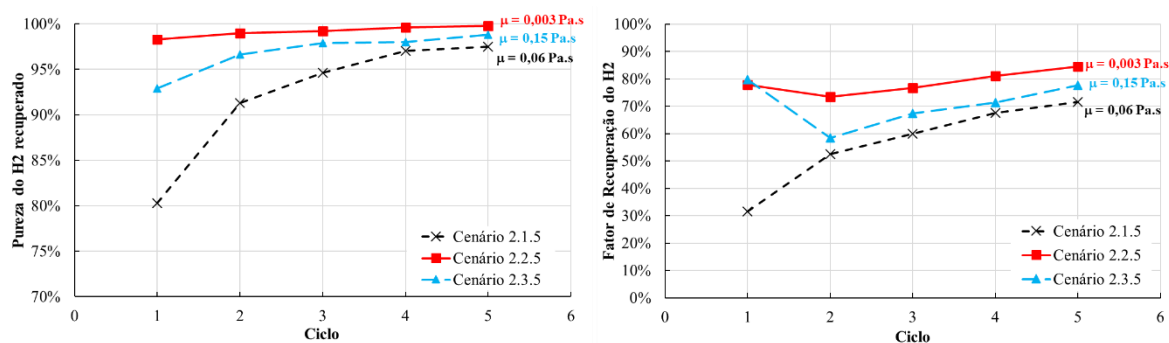 Pureza do H2 recuperado
100%
95%
90%
85%
80%
75%
70%
0
1
2
3
4
5
6
Ciclo
μ = 0,003 Pa.s
μ = 0,15 Pa.s
μ = 0,06 Pa.s
Cenário 2.1.5
Cenário 2.2.5
Cenário 2.3.5
Fator de Recuperação do H2
100%
90%
80%
70%
60%
50%
40%
30%
20%
10%
0%
0
1
2
3
4
5
6
Ciclo
μ = 0,003 Pa.s
μ = 0,15 Pa.s
μ = 0,06 Pa.s
Cenário 2.1.5
Cenário 2.2.5
Cenário 2.3.5